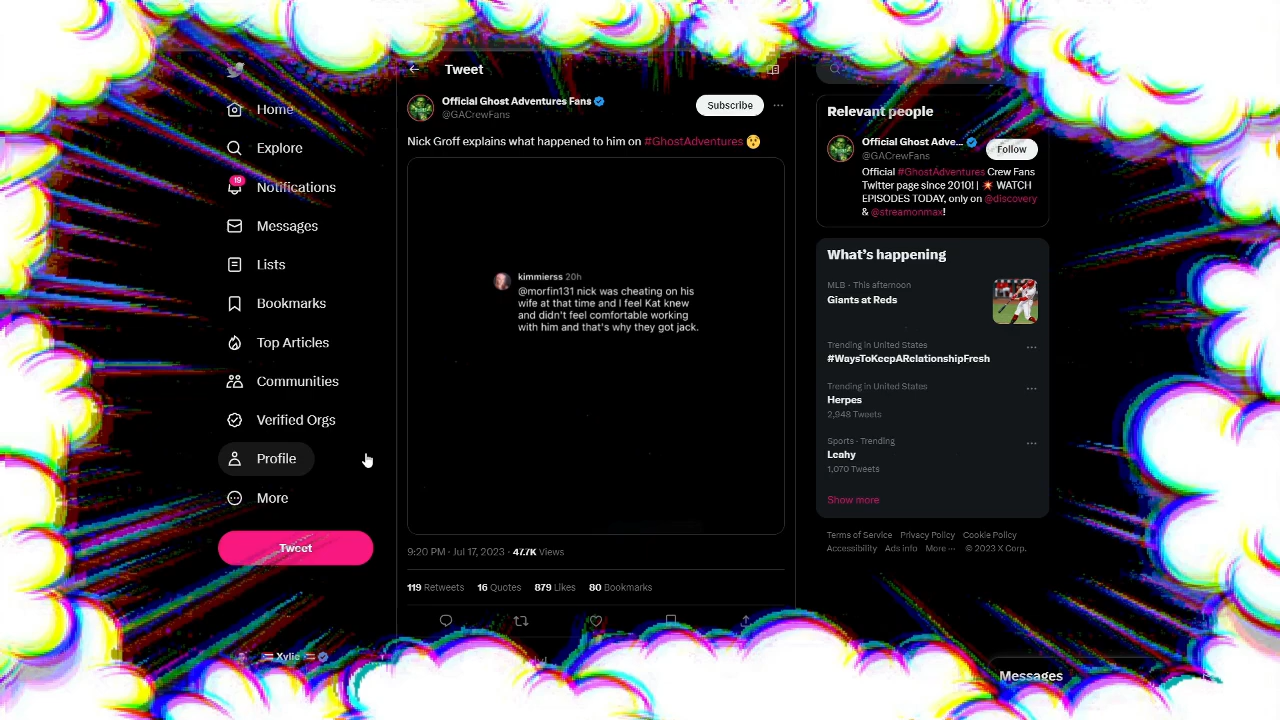 Home
Explore
19
Notifications
Messages
Lists
Bookmarks
Top Articles
Communities
Verified Orgs
Profile
More
Tweet
Xylie
Tweet
Official Ghost Adventures Fans
@GACrewFans
Subscribe
Nick Groff explains what happened to him on #GhostAdventures 😯
kimmierss 20h
@morfin131 nick was cheating on his
wife at that time and I feel Kat knew
and didn't feel comfortable working
with him and that's why they got jack.
9:20 PM · Jul 17, 2023 · 47.7K Views
119 Retweets 16 Quotes 879 Likes 80 Bookmarks
Relevant people
Official Ghost Adve...
@GACrewFans
Follow
Official #GhostAdventures Crew Fans
Twitter page since 2010! | 💥 WATCH
EPISODES TODAY, only on @discovery
& @streamonmax!
What's happening
MLB · This afternoon
Giants at Reds
Trending in United States
#WaysToKeepARelationshipFresh
Trending in United States
Herpes
2,948 Tweets
Sports · Trending
Leahy
1,070 Tweets
Show more
Terms of Service Privacy Policy Cookie Policy
Accessibility Ads info More ··· © 2023 X Corp.
Messages